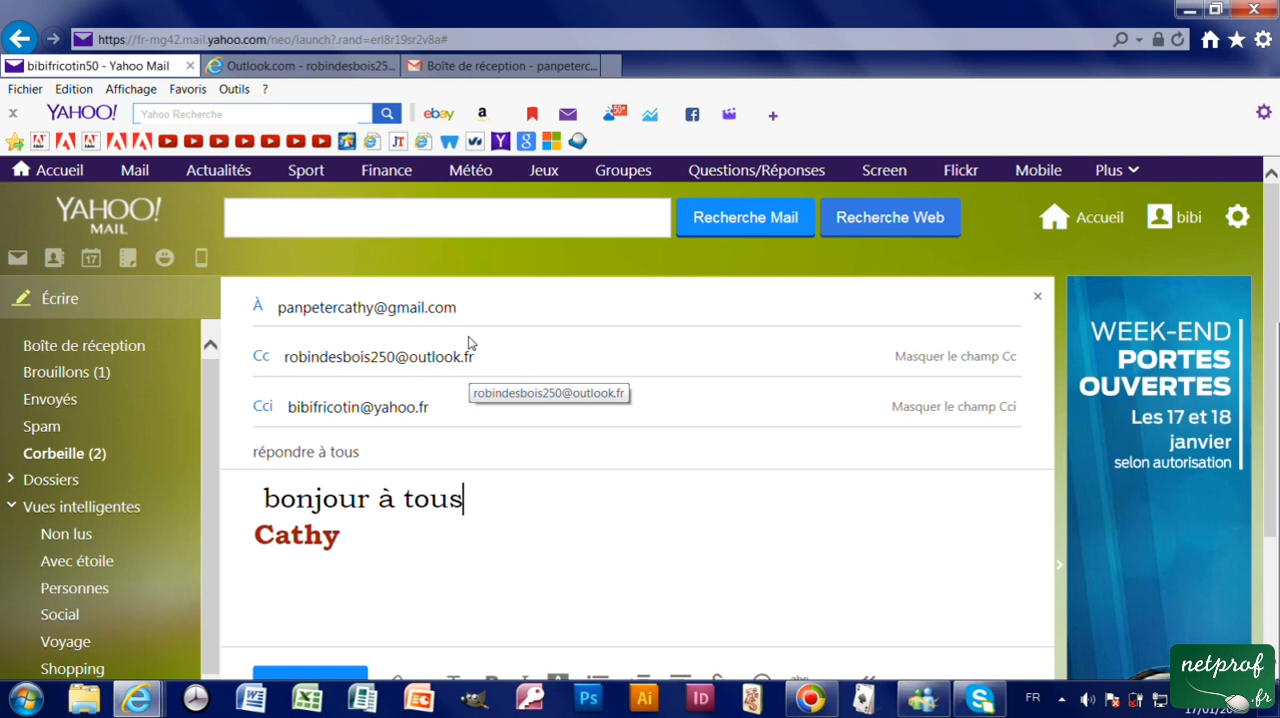 https://fr-mg42.mail.yahoo.com/neo/launch?.rand=erl8r19sr2v8a#
bibifricotin50 - Yahoo Mail
Outlook.com - robindesbois25...
Boîte de réception - panpeterc...
Fichier Edition Affichage Favoris Outils ?
x YAHOO! Yahoo Recherche ebay a 50+ +
Accueil Mail Actualités Sport Finance Météo Jeux Groupes Questions/Réponses Screen Flickr Mobile Plus
YAHOO!
MAIL
Recherche Mail Recherche Web Accueil bibi
17
Écrire
Boîte de réception
Brouillons (1)
Envoyés
Spam
Corbeille (2)
Dossiers
Vues intelligentes
Non lus
Avec étoile
Personnes
Social
Voyage
Shopping
À panpetercathy@gmail.com
Cc robindesbois250@outlook.fr Masquer le champ Cc
robindesbois250@outlook.fr
Cci bibifricotin@yahoo.fr Masquer le champ Cci
répondre à tous
bonjour à tous
Cathy
WEEK-END
PORTES
OUVERTES
Les 17 et 18
janvier
selon autorisation
netprof
.fr
Ps Ai ID
FR